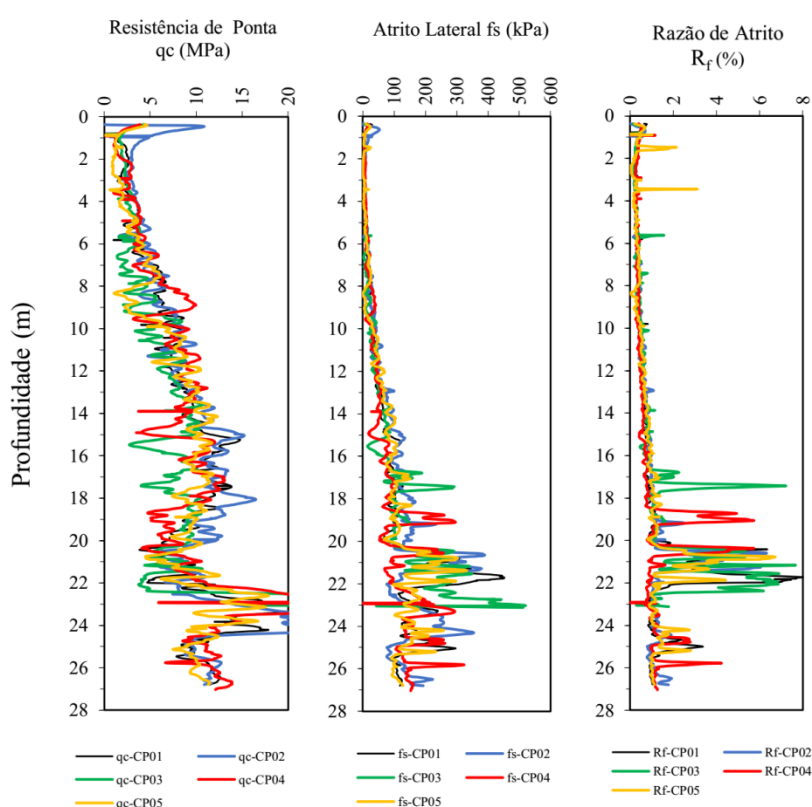 Resistência de Ponta
qc (MPa)
0 5 10 15 20
Profundidade (m)
0
2
4
6
8
10
12
14
16
18
20
22
24
26
28
qc-CP01 qc-CP02
qc-CP03 qc-CP04
qc-CP05
Atrito Lateral fs (kPa)
0 100 200 300 400 500 600
0
2
4
6
8
10
12
14
16
18
20
22
24
26
28
fs-CP01 fs-CP02
fs-CP03 fs-CP04
fs-CP05
Razão de Atrito
Rf (%)
0 2 4 6 8
0
2
4
6
8
10
12
14
16
18
20
22
24
26
28
Rf-CP01 Rf-CP02
Rf-CP03 Rf-CP04
Rf-CP05